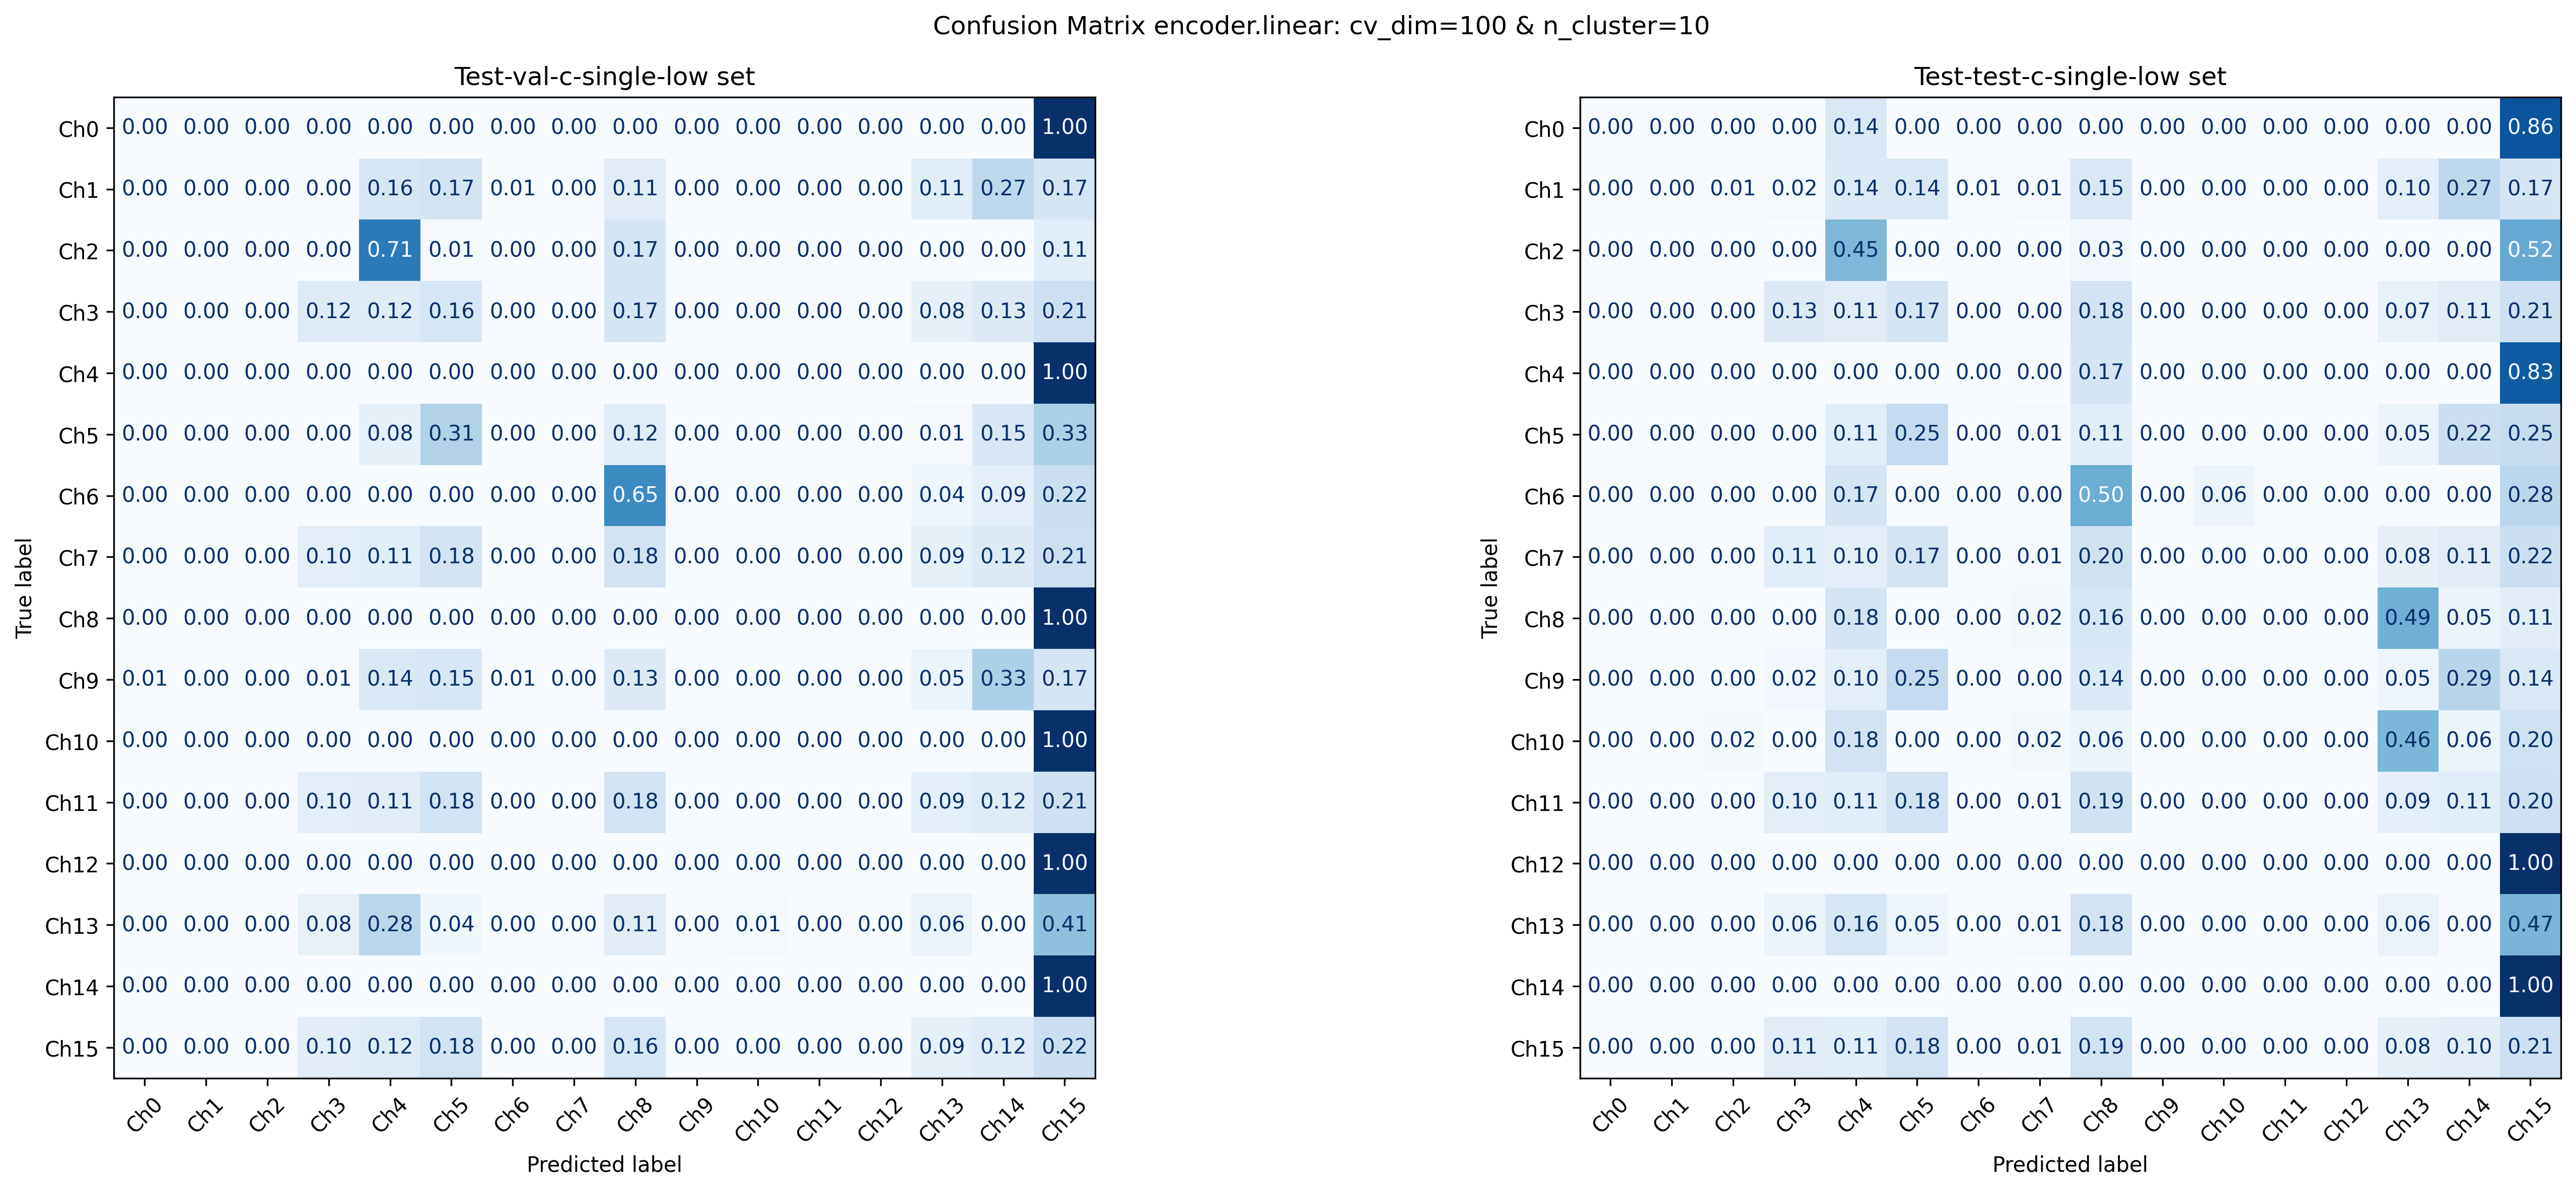 Confusion Matrix encoder.linear: cv_dim=100 & n_cluster=10
Test-val-c-single-low set
True label
Ch0 0.00 0.00 0.00 0.00 0.00 0.00 0.00 0.00 0.00 0.00 0.00 0.00 0.00 0.00 0.00 1.00
Ch1 0.00 0.00 0.00 0.00 0.16 0.17 0.01 0.00 0.11 0.00 0.00 0.00 0.00 0.11 0.27 0.17
Ch2 0.00 0.00 0.00 0.00 0.71 0.01 0.00 0.00 0.17 0.00 0.00 0.00 0.00 0.00 0.00 0.11
Ch3 0.00 0.00 0.00 0.12 0.12 0.16 0.00 0.00 0.17 0.00 0.00 0.00 0.00 0.08 0.13 0.21
Ch4 0.00 0.00 0.00 0.00 0.00 0.00 0.00 0.00 0.00 0.00 0.00 0.00 0.00 0.00 0.00 1.00
Ch5 0.00 0.00 0.00 0.00 0.08 0.31 0.00 0.00 0.12 0.00 0.00 0.00 0.00 0.01 0.15 0.33
Ch6 0.00 0.00 0.00 0.00 0.00 0.00 0.00 0.00 0.65 0.00 0.00 0.00 0.00 0.04 0.09 0.22
Ch7 0.00 0.00 0.00 0.10 0.11 0.18 0.00 0.00 0.18 0.00 0.00 0.00 0.00 0.09 0.12 0.21
Ch8 0.00 0.00 0.00 0.00 0.00 0.00 0.00 0.00 0.00 0.00 0.00 0.00 0.00 0.00 0.00 1.00
Ch9 0.01 0.00 0.00 0.01 0.14 0.15 0.01 0.00 0.13 0.00 0.00 0.00 0.00 0.05 0.33 0.17
Ch10 0.00 0.00 0.00 0.00 0.00 0.00 0.00 0.00 0.00 0.00 0.00 0.00 0.00 0.00 0.00 1.00
Ch11 0.00 0.00 0.00 0.10 0.11 0.18 0.00 0.00 0.18 0.00 0.00 0.00 0.00 0.09 0.12 0.21
Ch12 0.00 0.00 0.00 0.00 0.00 0.00 0.00 0.00 0.00 0.00 0.00 0.00 0.00 0.00 0.00 1.00
Ch13 0.00 0.00 0.00 0.08 0.28 0.04 0.00 0.00 0.11 0.00 0.01 0.00 0.00 0.06 0.00 0.41
Ch14 0.00 0.00 0.00 0.00 0.00 0.00 0.00 0.00 0.00 0.00 0.00 0.00 0.00 0.00 0.00 1.00
Ch15 0.00 0.00 0.00 0.10 0.12 0.18 0.00 0.00 0.16 0.00 0.00 0.00 0.00 0.09 0.12 0.22
Ch0 Ch1 Ch2 Ch3 Ch4 Ch5 Ch6 Ch7 Ch8 Ch9 Ch10 Ch11 Ch12 Ch13 Ch14 Ch15
Predicted label
Test-test-c-single-low set
True label
Ch0 0.00 0.00 0.00 0.00 0.14 0.00 0.00 0.00 0.00 0.00 0.00 0.00 0.00 0.00 0.00 0.86
Ch1 0.00 0.00 0.01 0.02 0.14 0.14 0.01 0.01 0.15 0.00 0.00 0.00 0.00 0.10 0.27 0.17
Ch2 0.00 0.00 0.00 0.00 0.45 0.00 0.00 0.00 0.03 0.00 0.00 0.00 0.00 0.00 0.00 0.52
Ch3 0.00 0.00 0.00 0.13 0.11 0.17 0.00 0.00 0.18 0.00 0.00 0.00 0.00 0.07 0.11 0.21
Ch4 0.00 0.00 0.00 0.00 0.00 0.00 0.00 0.00 0.17 0.00 0.00 0.00 0.00 0.00 0.00 0.83
Ch5 0.00 0.00 0.00 0.00 0.11 0.25 0.00 0.01 0.11 0.00 0.00 0.00 0.00 0.05 0.22 0.25
Ch6 0.00 0.00 0.00 0.00 0.17 0.00 0.00 0.00 0.50 0.00 0.06 0.00 0.00 0.00 0.00 0.28
Ch7 0.00 0.00 0.00 0.11 0.10 0.17 0.00 0.01 0.20 0.00 0.00 0.00 0.00 0.08 0.11 0.22
Ch8 0.00 0.00 0.00 0.00 0.18 0.00 0.00 0.02 0.16 0.00 0.00 0.00 0.00 0.49 0.05 0.11
Ch9 0.00 0.00 0.00 0.02 0.10 0.25 0.00 0.00 0.14 0.00 0.00 0.00 0.00 0.05 0.29 0.14
Ch10 0.00 0.00 0.02 0.00 0.18 0.00 0.00 0.02 0.06 0.00 0.00 0.00 0.00 0.46 0.06 0.20
Ch11 0.00 0.00 0.00 0.10 0.11 0.18 0.00 0.01 0.19 0.00 0.00 0.00 0.00 0.09 0.11 0.20
Ch12 0.00 0.00 0.00 0.00 0.00 0.00 0.00 0.00 0.00 0.00 0.00 0.00 0.00 0.00 0.00 1.00
Ch13 0.00 0.00 0.00 0.06 0.16 0.05 0.00 0.01 0.18 0.00 0.00 0.00 0.00 0.06 0.00 0.47
Ch14 0.00 0.00 0.00 0.00 0.00 0.00 0.00 0.00 0.00 0.00 0.00 0.00 0.00 0.00 0.00 1.00
Ch15 0.00 0.00 0.00 0.11 0.11 0.18 0.00 0.01 0.19 0.00 0.00 0.00 0.00 0.08 0.10 0.21
Ch0 Ch1 Ch2 Ch3 Ch4 Ch5 Ch6 Ch7 Ch8 Ch9 Ch10 Ch11 Ch12 Ch13 Ch14 Ch15
Predicted label